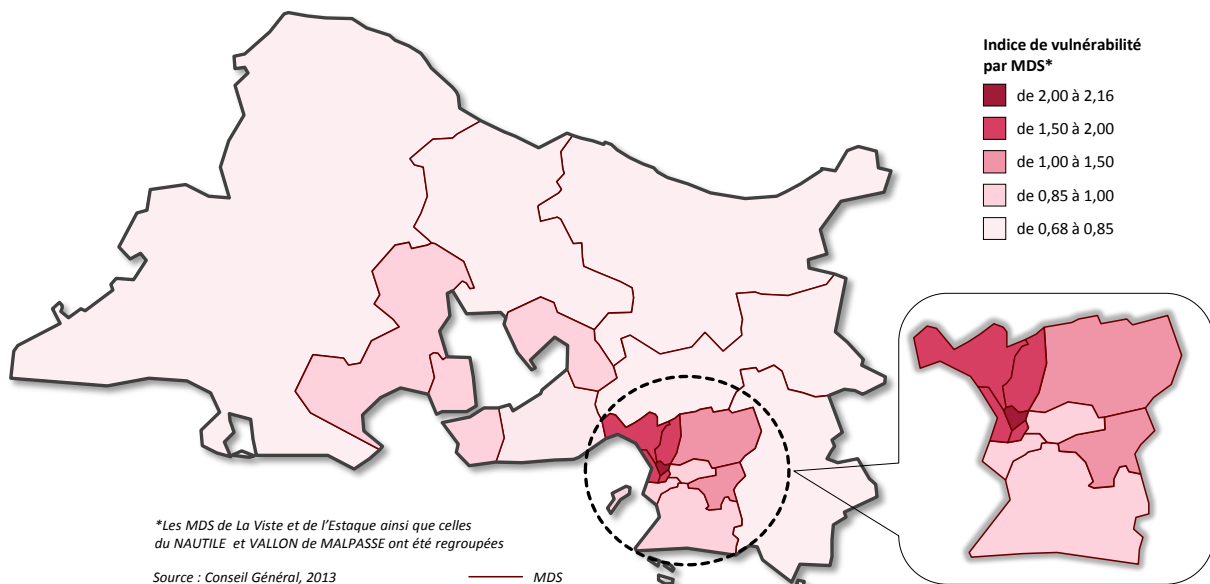 Indice de vulnérabilité
par MDS*
de 2,00 à 2,16
de 1,50 à 2,00
de 1,00 à 1,50
de 0,85 à 1,00
de 0,68 à 0,85
*Les MDS de La Viste et de l’Estaque ainsi que celles
du NAUTILE et VALLON de MALPASSE ont été regroupées
Source : Conseil Général, 2013
MDS